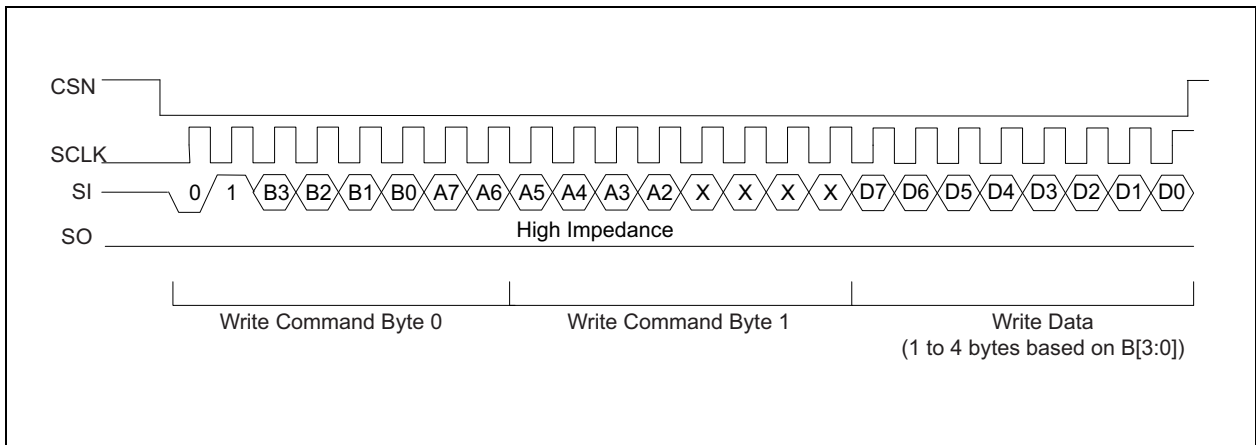 CSN
SCLK
SI 0 1 B3 B2 B1 B0 A7 A6 A5 A4 A3 A2 X X X X D7 D6 D5 D4 D3 D2 D1 D0
High Impedance
SO
Write Command Byte 0 Write Command Byte 1 Write Data
(1 to 4 bytes based on B[3:0])